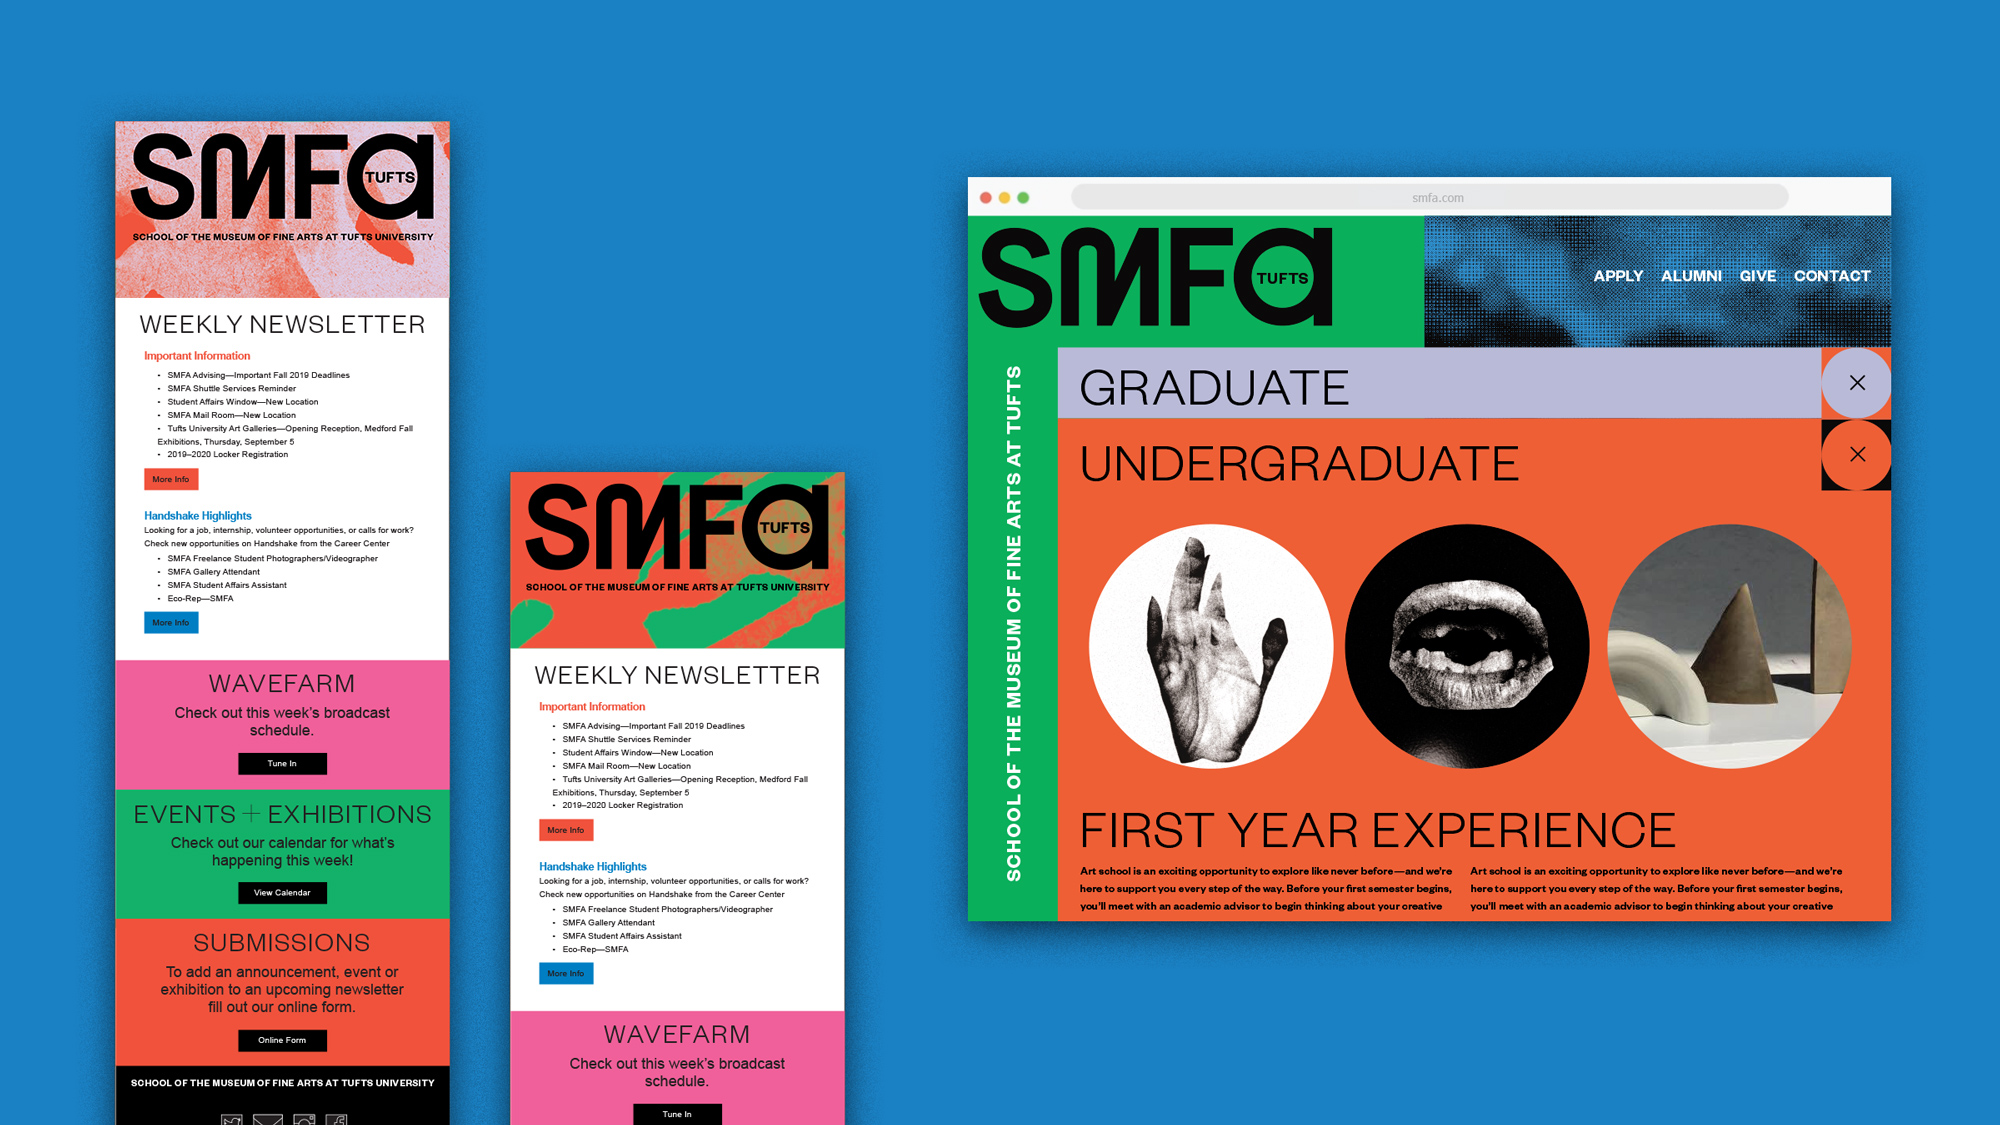 SMFa
TUFTS
SCHOOL OF THE MUSEUM OF FINE ARTS AT TUFTS UNIVERSITY
WEEKLY NEWSLETTER
Important Information
• SMFA Advising—Important Fall 2019 Deadlines
• SMFA Shuttle Services Reminder
• Student Affairs Window—New Location
• SMFA Mail Room—New Location
• Tufts University Art Galleries—Opening Reception, Medford Fall
Exhibitions, Thursday, September 5
• 2019–2020 Locker Registration
More Info
Handshake Highlights
Looking for a job, internship, volunteer opportunities, or calls for work?
Check new opportunities on Handshake from the Career Center
• SMFA Freelance Student Photographers/Videographer
• SMFA Gallery Attendant
• SMFA Student Affairs Assistant
• Eco-Rep—SMFA
More Info
WAVEFARM
Check out this week's broadcast
schedule.
Tune In
EVENTS + EXHIBITIONS
Check out our calendar for what's
happening this week!
View Calendar
SUBMISSIONS
To add an announcement, event or
exhibition to an upcoming newsletter
fill out our online form.
Online Form
SCHOOL OF THE MUSEUM OF FINE ARTS AT TUFTS UNIVERSITY
SMFa
TUFTS
SCHOOL OF THE MUSEUM OF FINE ARTS AT TUFTS UNIVERSITY
WEEKLY NEWSLETTER
Important Information
• SMFA Advising—Important Fall 2019 Deadlines
• SMFA Shuttle Services Reminder
• Student Affairs Window—New Location
• SMFA Mail Room—New Location
• Tufts University Art Galleries—Opening Reception, Medford Fall
Exhibitions, Thursday, September 5
• 2019–2020 Locker Registration
More Info
Handshake Highlights
Looking for a job, internship, volunteer opportunities, or calls for work?
Check new opportunities on Handshake from the Career Center
• SMFA Freelance Student Photographers/Videographer
• SMFA Gallery Attendant
• SMFA Student Affairs Assistant
• Eco-Rep—SMFA
More Info
WAVEFARM
Check out this week's broadcast
schedule.
Tune In
smfa.com
SMFa
TUFTS
APPLY ALUMNI GIVE CONTACT
SCHOOL OF THE MUSEUM OF FINE ARTS AT TUFTS
GRADUATE
UNDERGRADUATE
FIRST YEAR EXPERIENCE
Art school is an exciting opportunity to explore like never before—and we're
here to support you every step of the way. Before your first semester begins,
you'll meet with an academic advisor to begin thinking about your creative
Art school is an exciting opportunity to explore like never before—and we're
here to support you every step of the way. Before your first semester begins,
you'll meet with an academic advisor to begin thinking about your creative